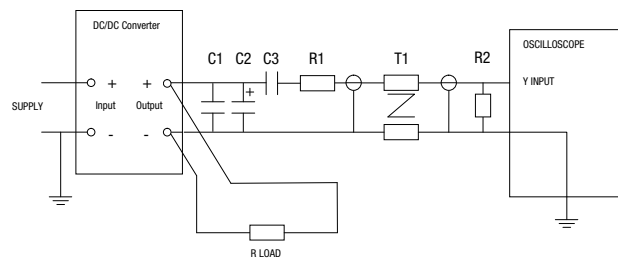 DC/DC Converter
OSCILLOSCOPE
C1 C2 C3 R1 T1 R2
+ + +
Y INPUT
SUPPLY
Input Output
- -
R LOAD